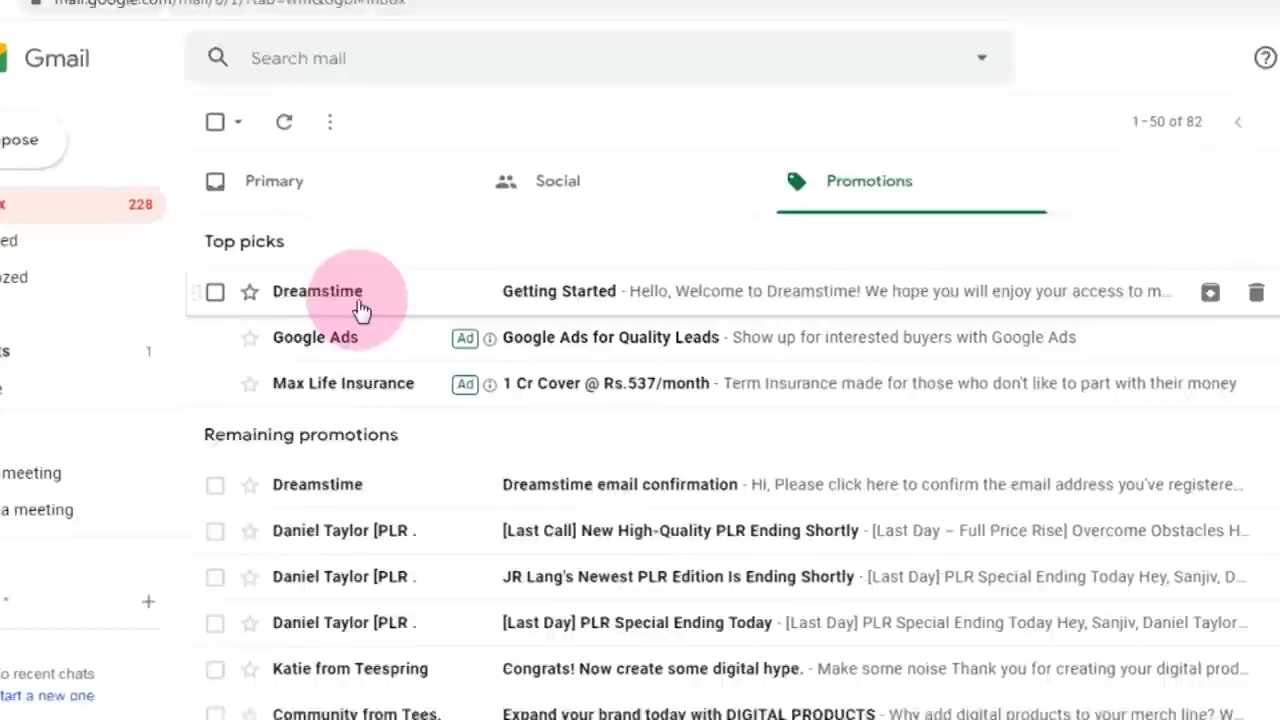 Gmail
Search mail
pose
1-50 of 82
Primary
Social
Promotions
x 228
ed
ozed
Top picks
Dreamstime Getting Started - Hello, Welcome to Dreamstime! We hope you will enjoy your access to m...
Google Ads Ad Google Ads for Quality Leads - Show up for interested buyers with Google Ads
ts 1
Max Life Insurance Ad 1 Cr Cover @ Rs.537/month - Term Insurance made for those who don't like to part with their money
Remaining promotions
meeting
Dreamstime Dreamstime email confirmation - Hi, Please click here to confirm the email address you've registere...
a meeting
Daniel Taylor [PLR . [Last Call] New High-Quality PLR Ending Shortly - [Last Day – Full Price Rise] Overcome Obstacles H...
Daniel Taylor [PLR . JR Lang's Newest PLR Edition Is Ending Shortly - [Last Day] PLR Special Ending Today Hey, Sanjiv, D...
Daniel Taylor [PLR . [Last Day] PLR Special Ending Today - [Last Day] PLR Special Ending Today Hey, Sanjiv, Daniel Taylor...
Katie from Teespring Congrats! Now create some digital hype. - Make some noise Thank you for creating your digital prod...
o recent chats
tart a new one
Community from Tees. Expand your brand today with DIGITAL PRODUCTS - Why add digital products to your merch line? W...